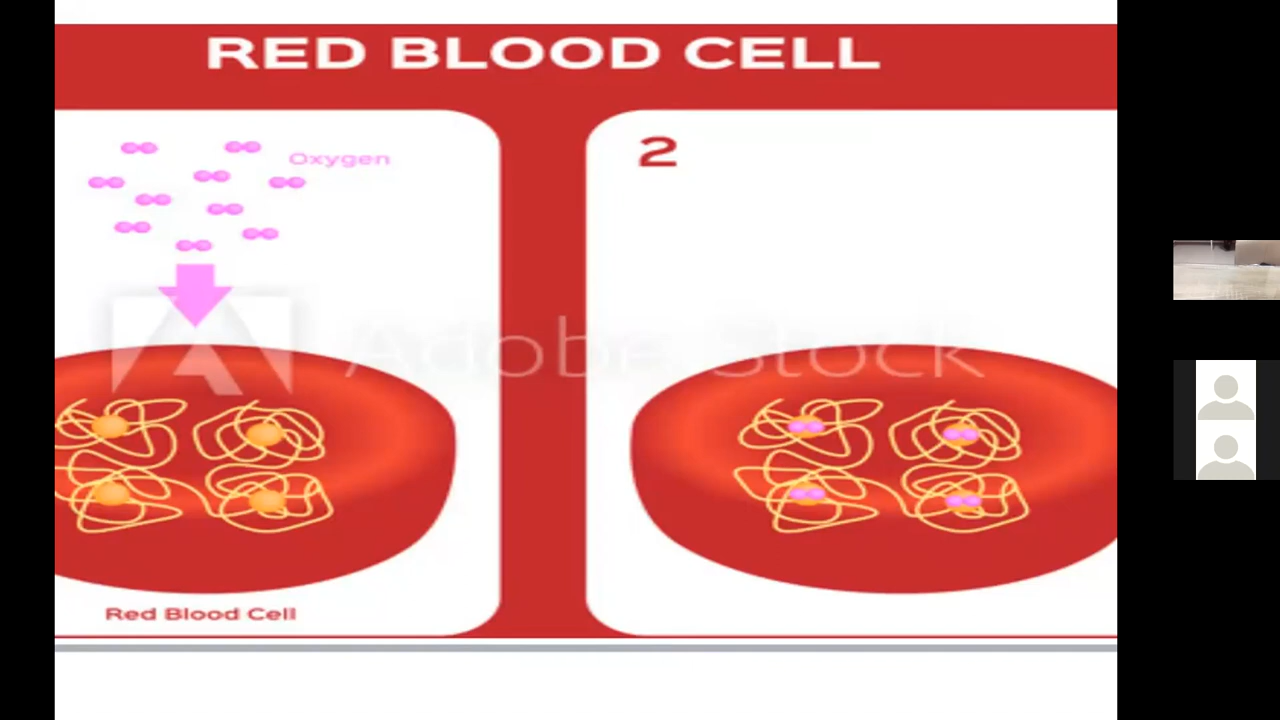 RED BLOOD CELL
Oxygen
2
Adobe Stock
Red Blood Cell